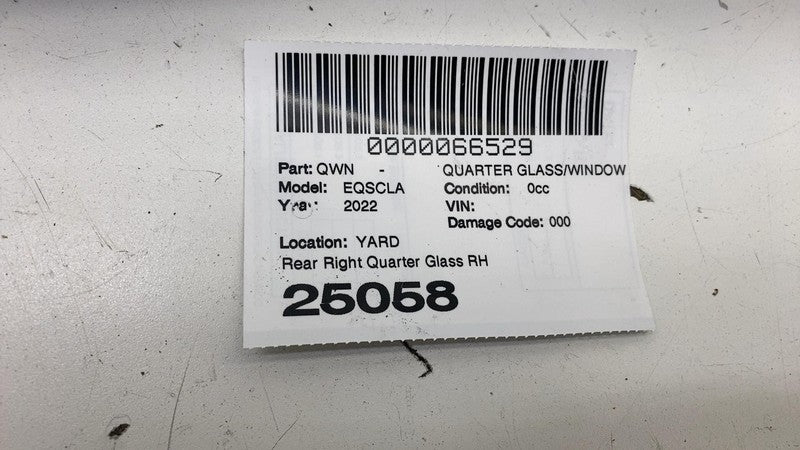 0000066529
Part: QWN - QUARTER GLASS/WINDOW
Model: EQSCLA Condition: 0cc
Year: 2022 VIN:
Damage Code: 000
Location: YARD
Rear Right Quarter Glass RH
25058